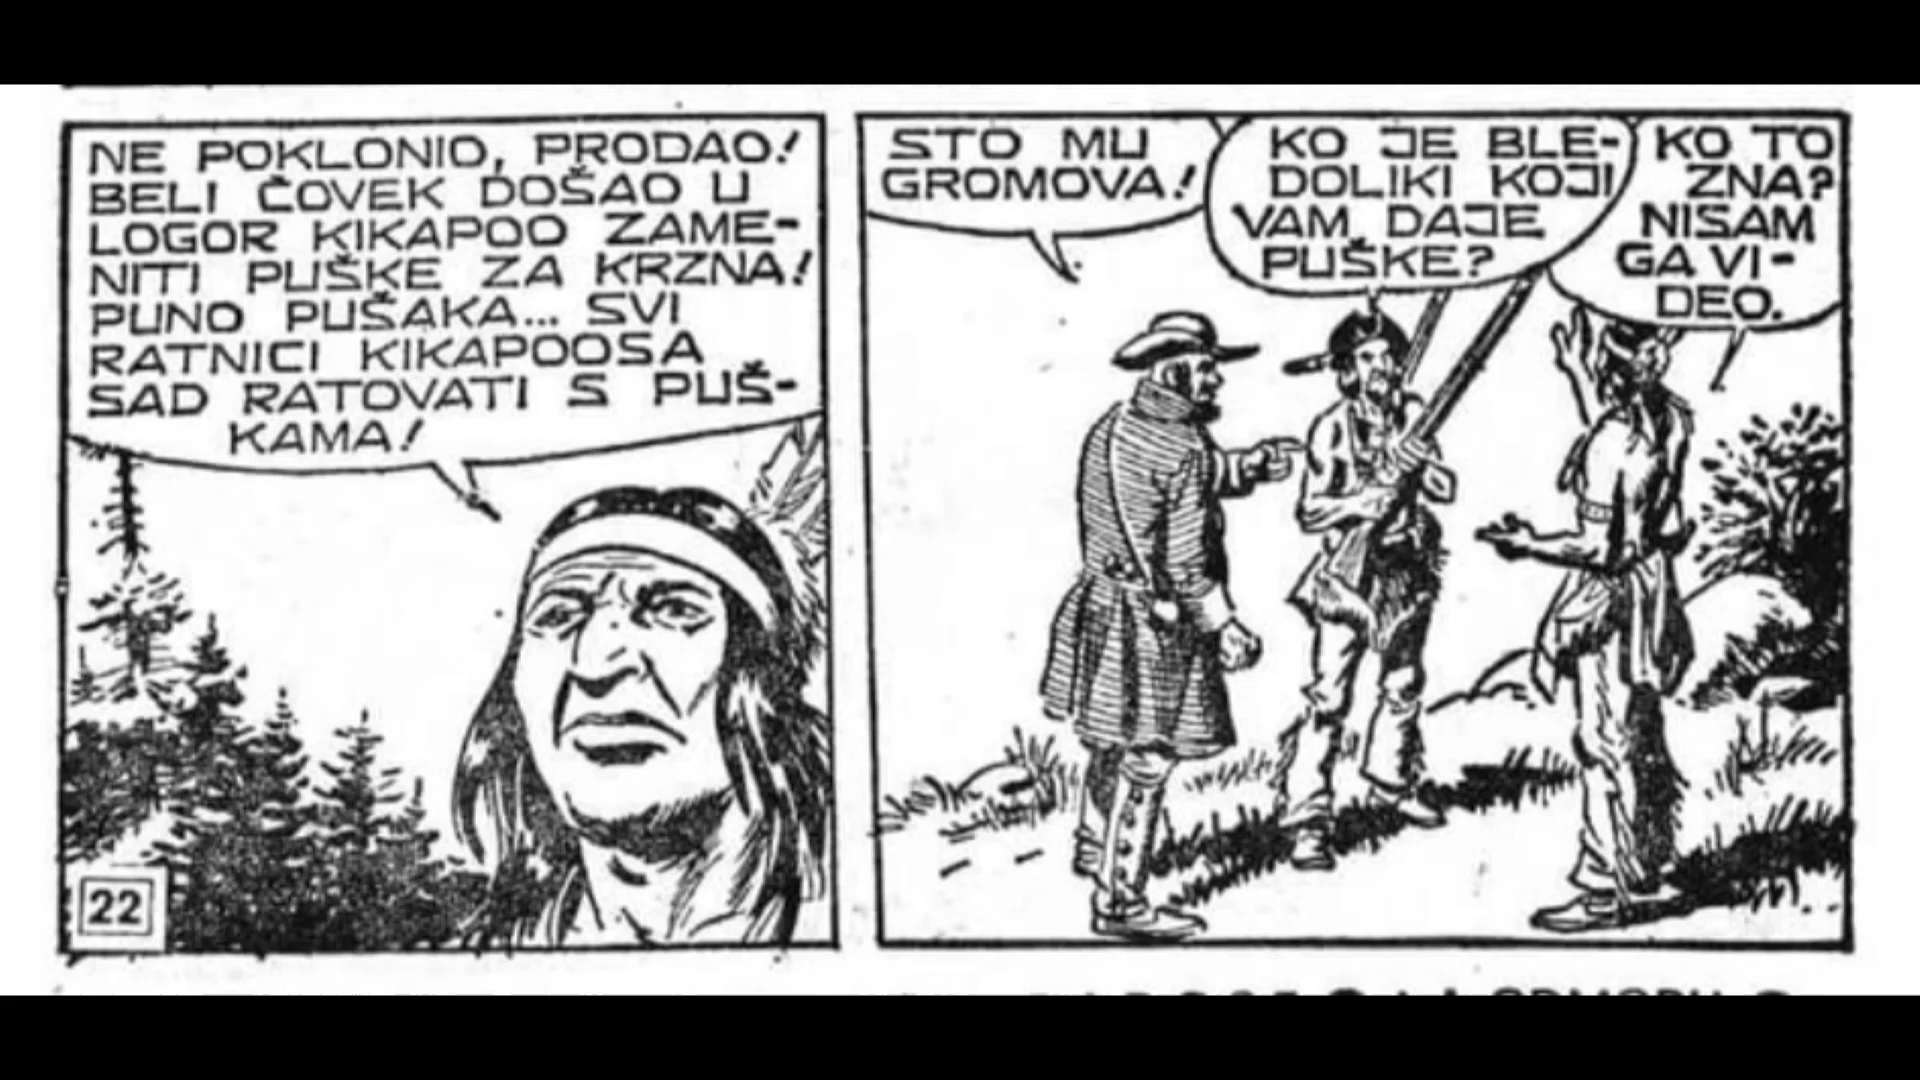 NE POKLONIO, PRODAO!
BELI ČOVEK DOŠAO U
LOGOR KIKAPOO ZAME-
NITI PUŠKE ZA KRZNA!
PUNO PUŠAKA... SVI
RATNICI KIKAPOOSA
SAD RATOVATI S PUŠ-
KAMA!
22
STO MU
GROMOVA!
KO JE BLE-
DOLIKI KOJI
VAM DAJE
PUŠKE?
KO TO
ZNA?
NISAM
GA VI-
DEO.